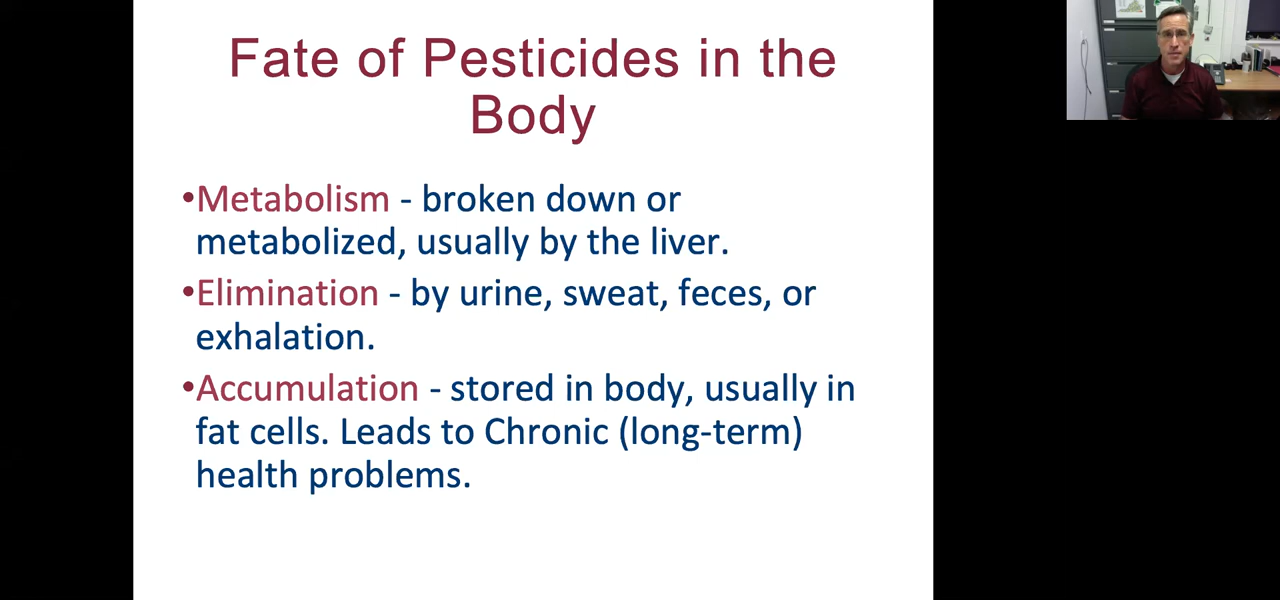 Fate of Pesticides in the
Body
•Metabolism - broken down or
metabolized, usually by the liver.
•Elimination - by urine, sweat, feces, or
exhalation.
•Accumulation - stored in body, usually in
fat cells. Leads to Chronic (long-term)
health problems.